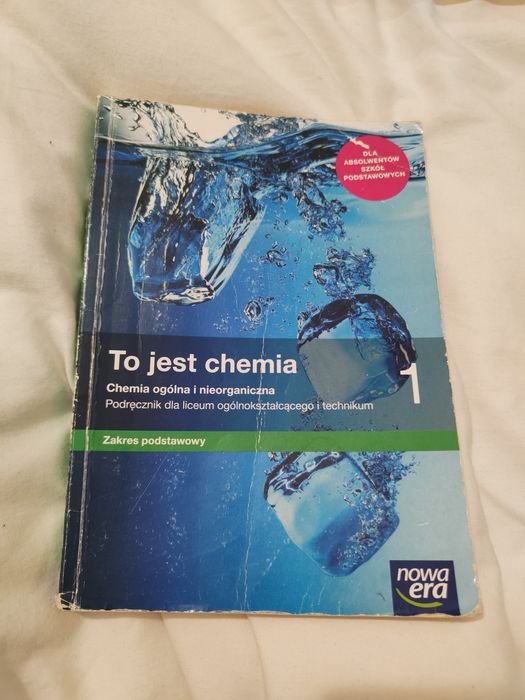 DLA
ABSOLWENTÓW
SZKÓŁ
PODSTAWOWYCH
To jest chemia
1
Chemia ogólna i nieorganiczna
Podręcznik dla liceum ogólnokształcącego i technikum
Zakres podstawowy
nowa
era